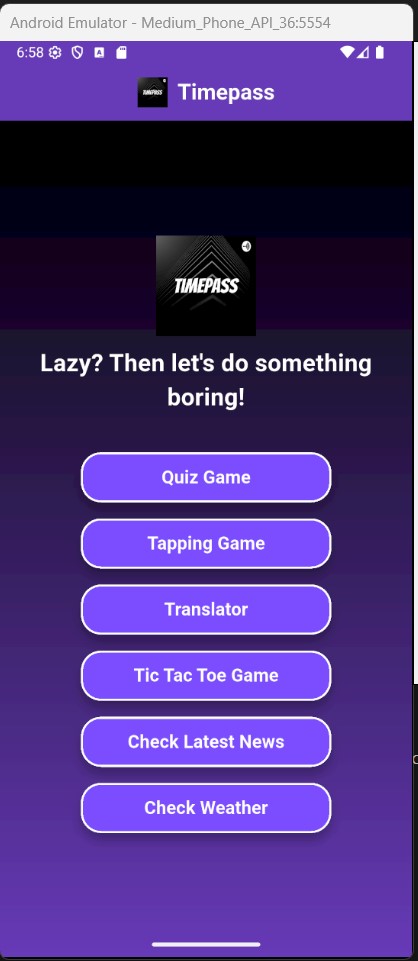 Android Emulator - Medium_Phone_API_36:5554
6:58
TIMEPASS Timepass
TIMEPASS
Lazy? Then let's do something
boring!
Quiz Game
Tapping Game
Translator
Tic Tac Toe Game
Check Latest News
Check Weather